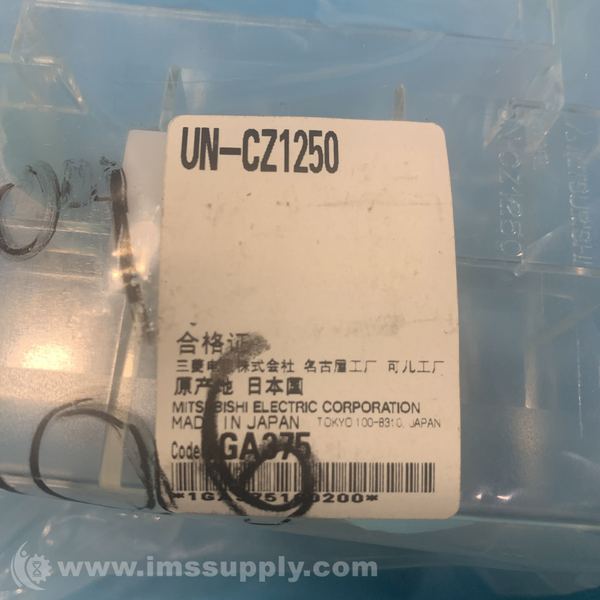 UN-CZ1250
合格证
三菱电 株式会社 名古屋工厂 可儿工厂
原产地 日本国
MITSUBISHI ELECTRIC CORPORATION
MADE IN JAPAN TOKYO 100-8310, JAPAN
Code GA375
www.imssupply.com